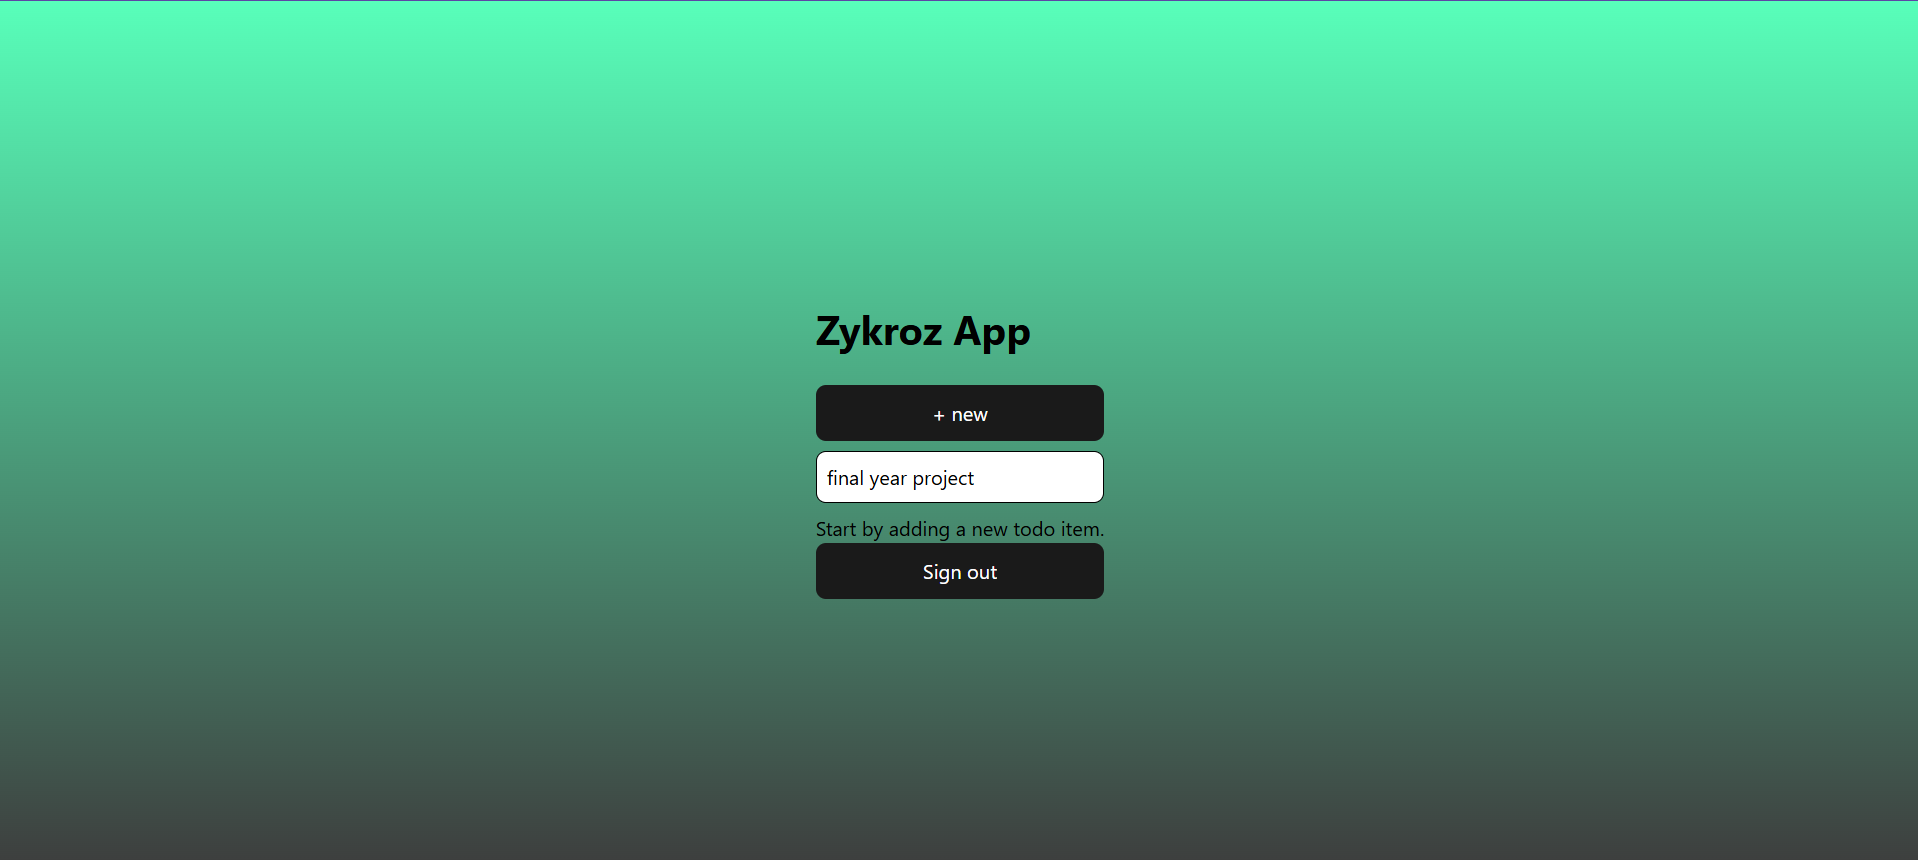 Zykroz App
+ new
final year project
Start by adding a new todo item.
Sign out